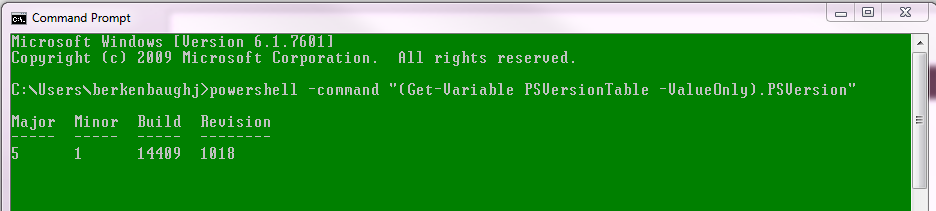 Command Prompt
Microsoft Windows [Version 6.1.7601]
Copyright (c) 2009 Microsoft Corporation.  All rights reserved.
C:\Users\berkenbaughj>powershell -command "(Get-Variable PSVersionTable -ValueOnly).PSVersion"
Major  Minor  Build  Revision
-----  -----  -----  --------
5      1      14409  1018